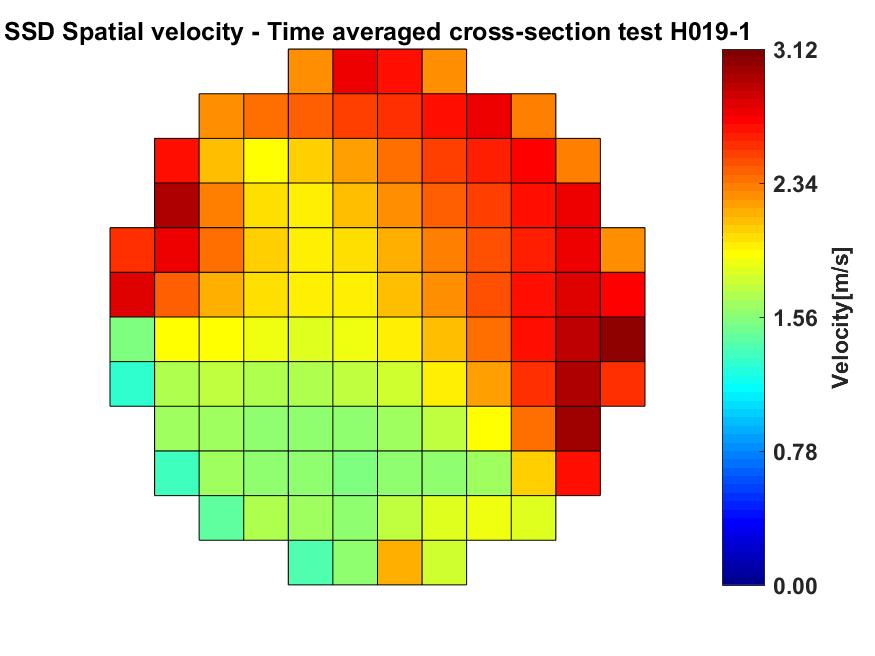 SSD Spatial velocity - Time averaged cross-section test H019-1
3.12
2.34
1.56
0.78
0.00
Velocity[m/s]